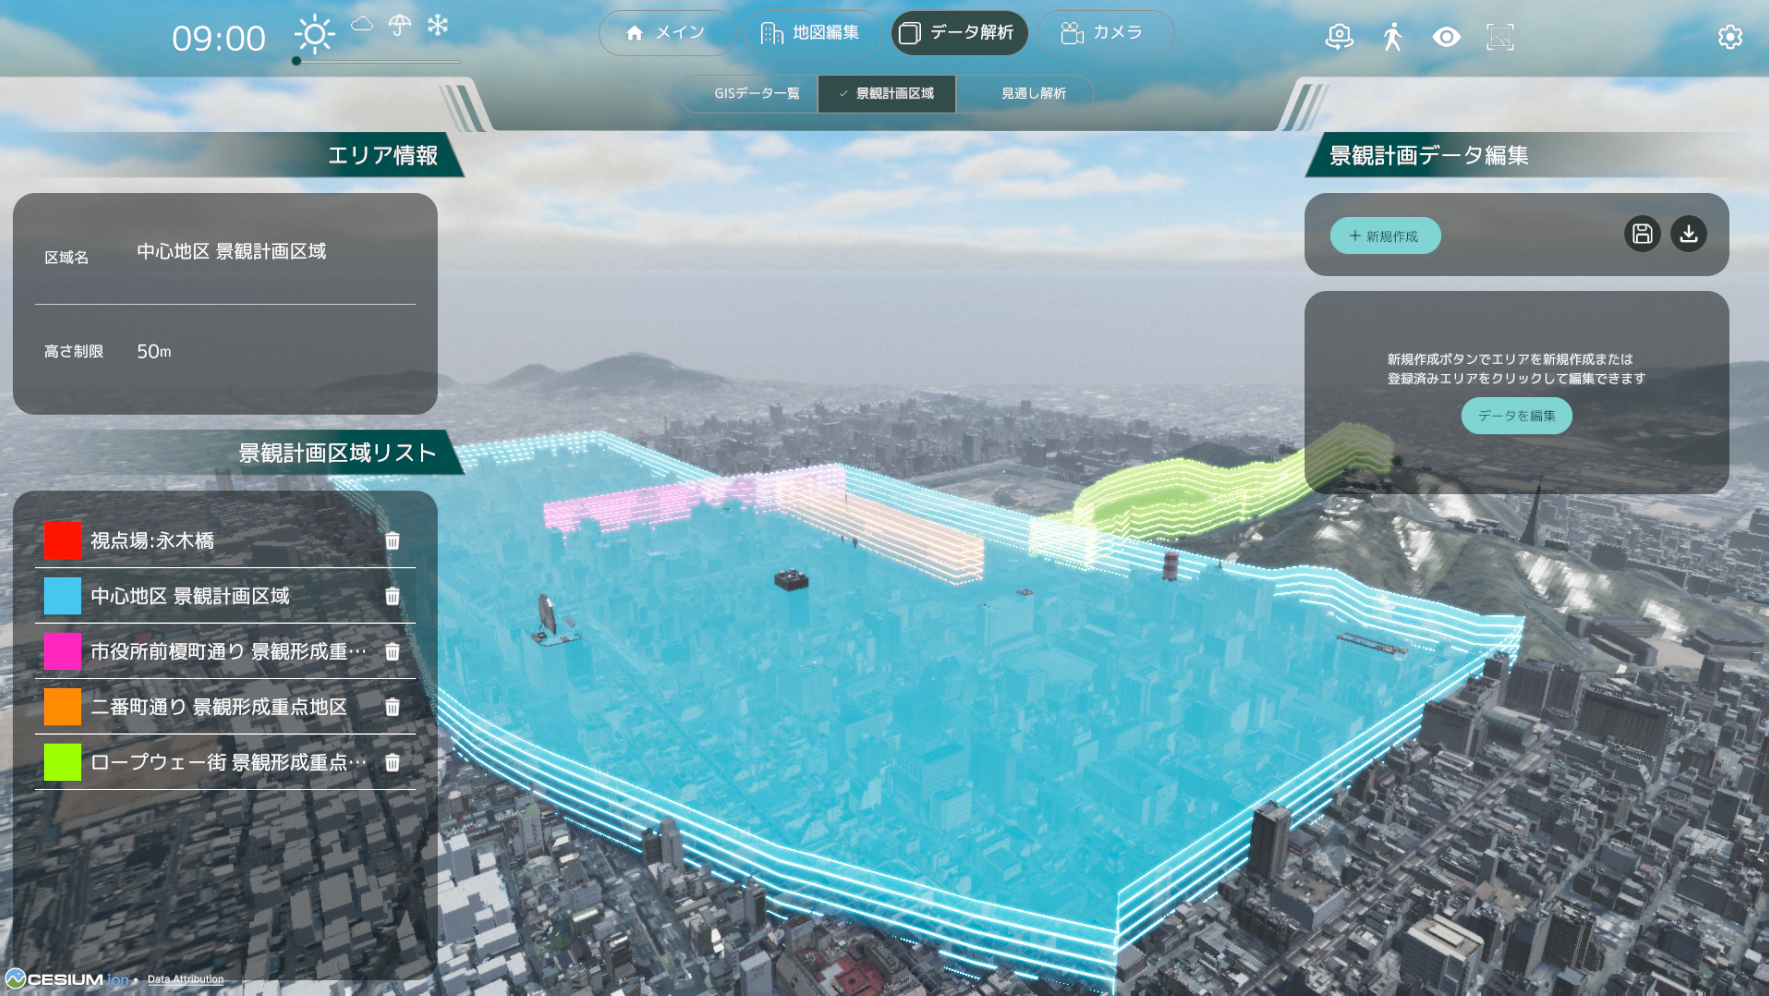 09:00
メイン
地図編集
データ解析
カメラ
GISデータ一覧
景観計画区域
見通し解析
エリア情報
区域名
中心地区 景観計画区域
高さ制限
50m
景観計画区域リスト
視点場:永木橋
中心地区 景観計画区域
市役所前榎町通り 景観形成重…
二番町通り 景観形成重点地区
ロープウェー街 景観形成重点…
景観計画データ編集
+ 新規作成
新規作成ボタンでエリアを新規作成または
登録済みエリアをクリックして編集できます
データを編集
CESIUM ion
Data Attribution